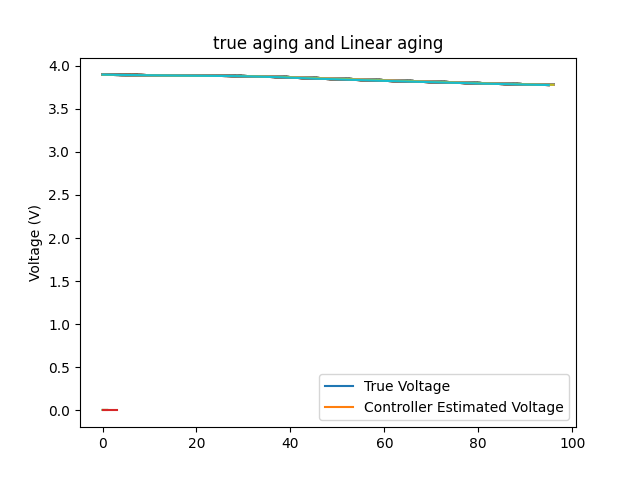 true aging and Linear aging
4.0
3.5
3.0
2.5
2.0
1.5
1.0
0.5
0.0
Voltage (V)
True Voltage
Controller Estimated Voltage
0 20 40 60 80 100